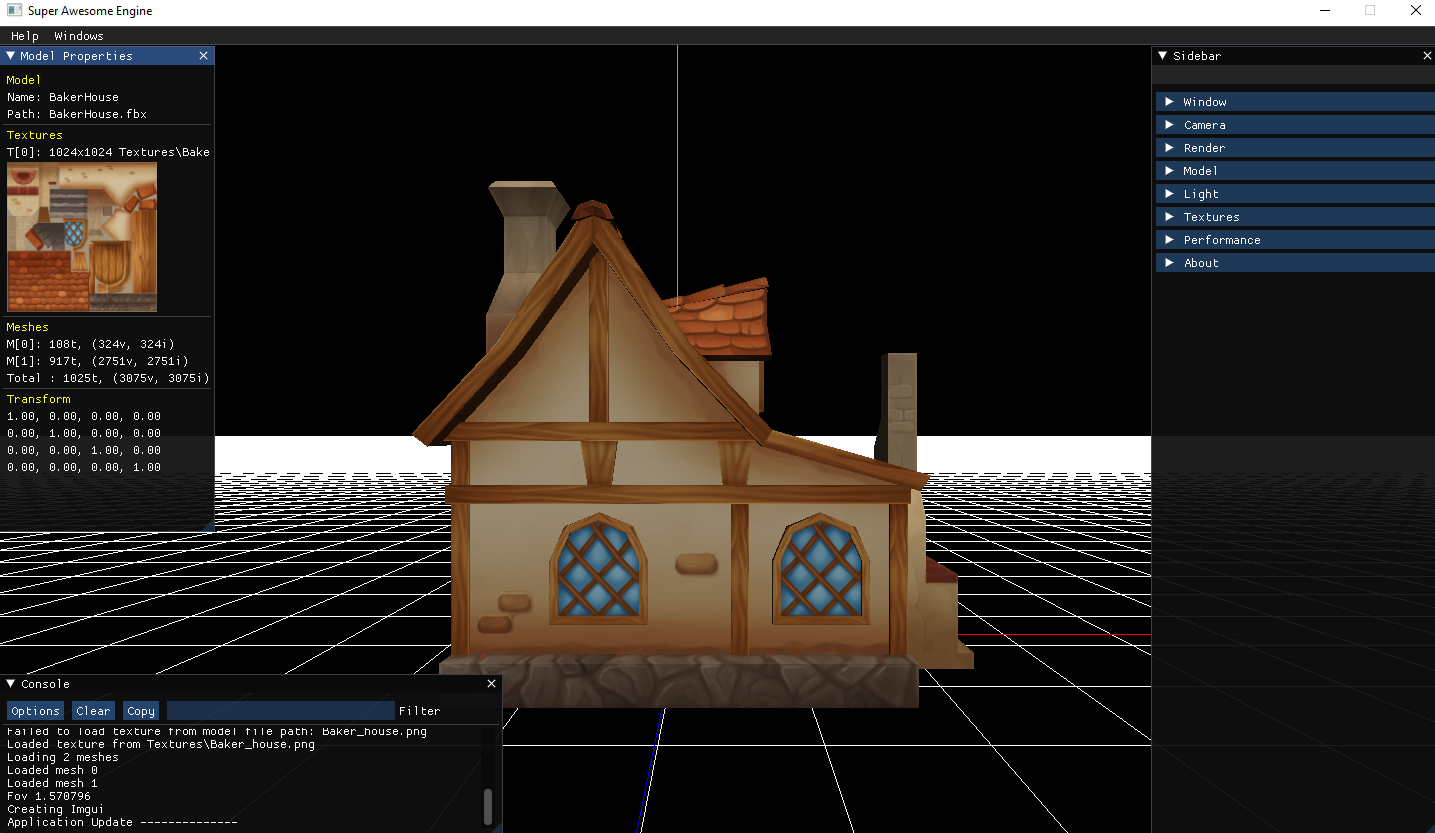 Super Awesome Engine
Help Windows
Model Properties
Model
Name: BakerHouse
Path: BakerHouse.fbx
Textures
T[0]: 1024x1024 Textures\Bake
Meshes
M[0]: 108t, (324v, 324i)
M[1]: 917t, (2751v, 2751i)
Total : 1025t, (3075v, 3075i)
Transform
1.00, 0.00, 0.00, 0.00
0.00, 1.00, 0.00, 0.00
0.00, 0.00, 1.00, 0.00
0.00, 0.00, 0.00, 1.00
Console
Options Clear Copy Filter
Failed to load texture from model file path: Baker_house.png
Loaded texture from Textures\Baker_house.png
Loading 2 meshes
Loaded mesh 0
Loaded mesh 1
Fov 1.570796
Creating Imgui
Application Update --------------
Sidebar
Window
Camera
Render
Model
Light
Textures
Performance
About